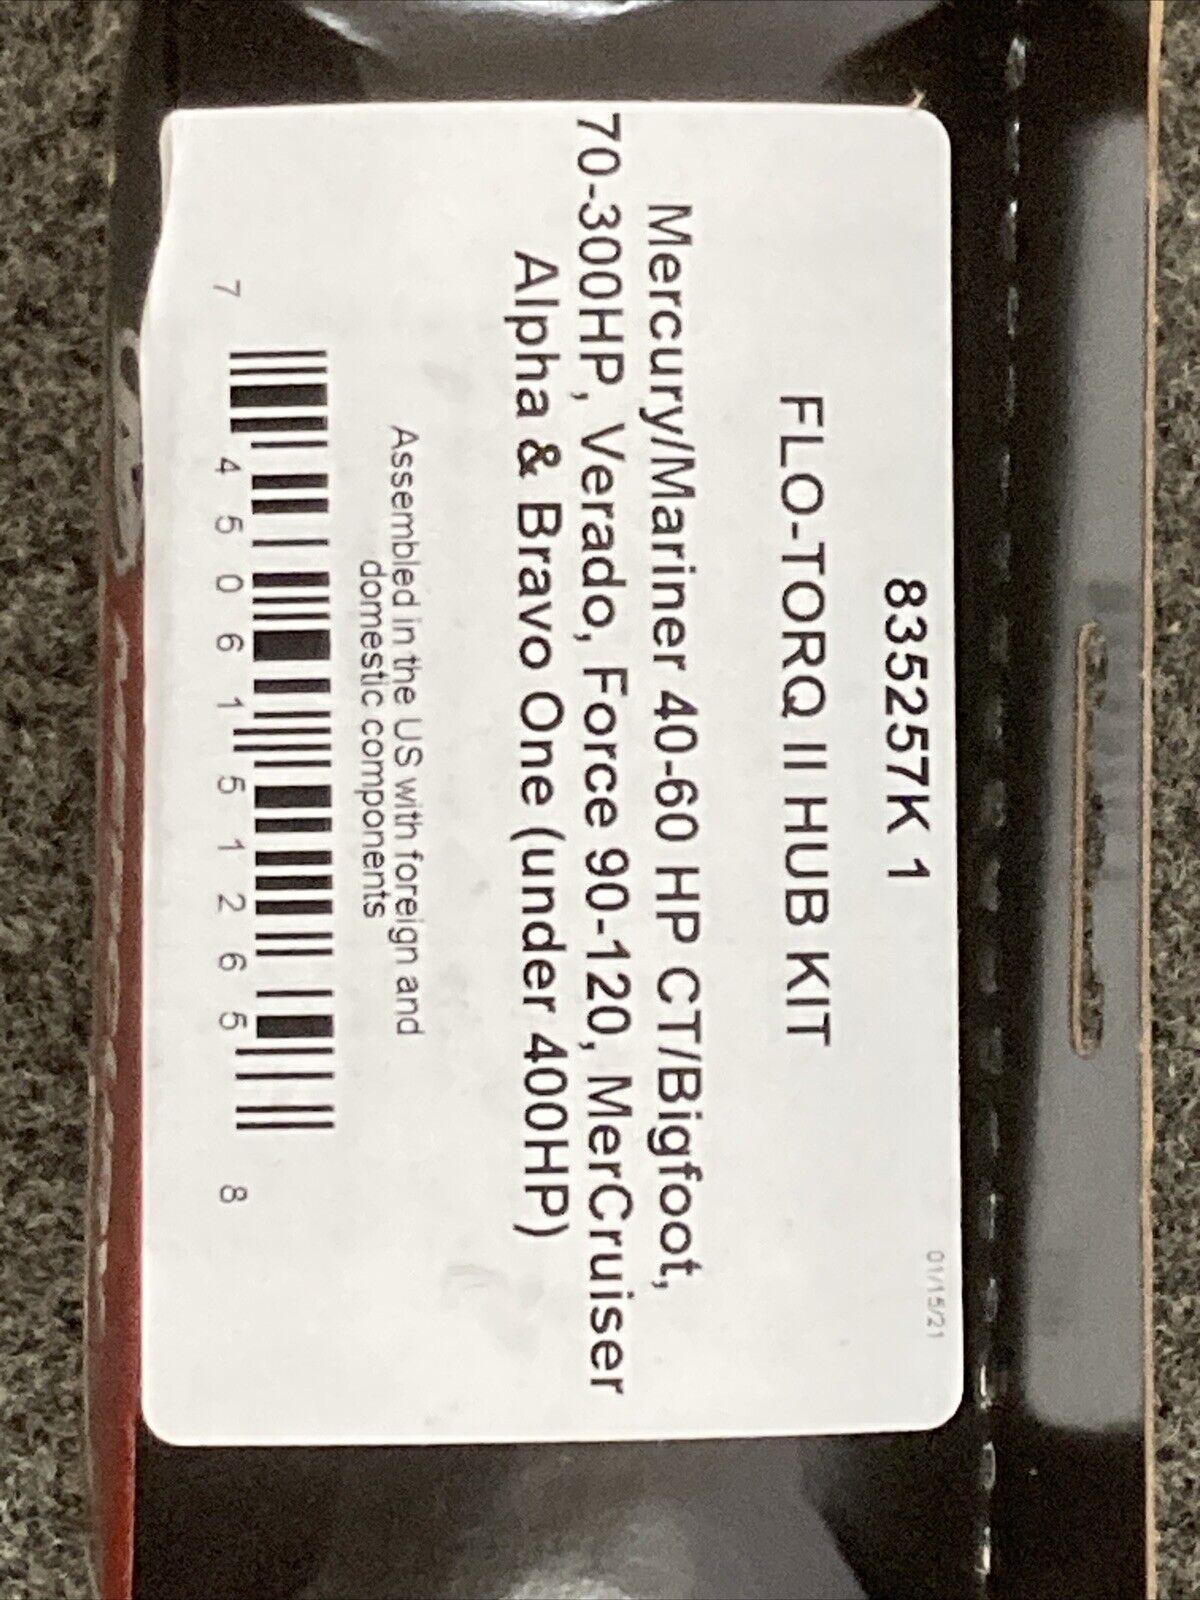 01/15/21
835257K 1
FLO-TORQ II HUB KIT
Mercury/Mariner 40-60 HP CT/Bigfoot,
70-300HP, Verado, Force 90-120, MerCruiser
Alpha & Bravo One (under 400HP)
Assembled in the US with foreign and
domestic components
7 45061 51265 8